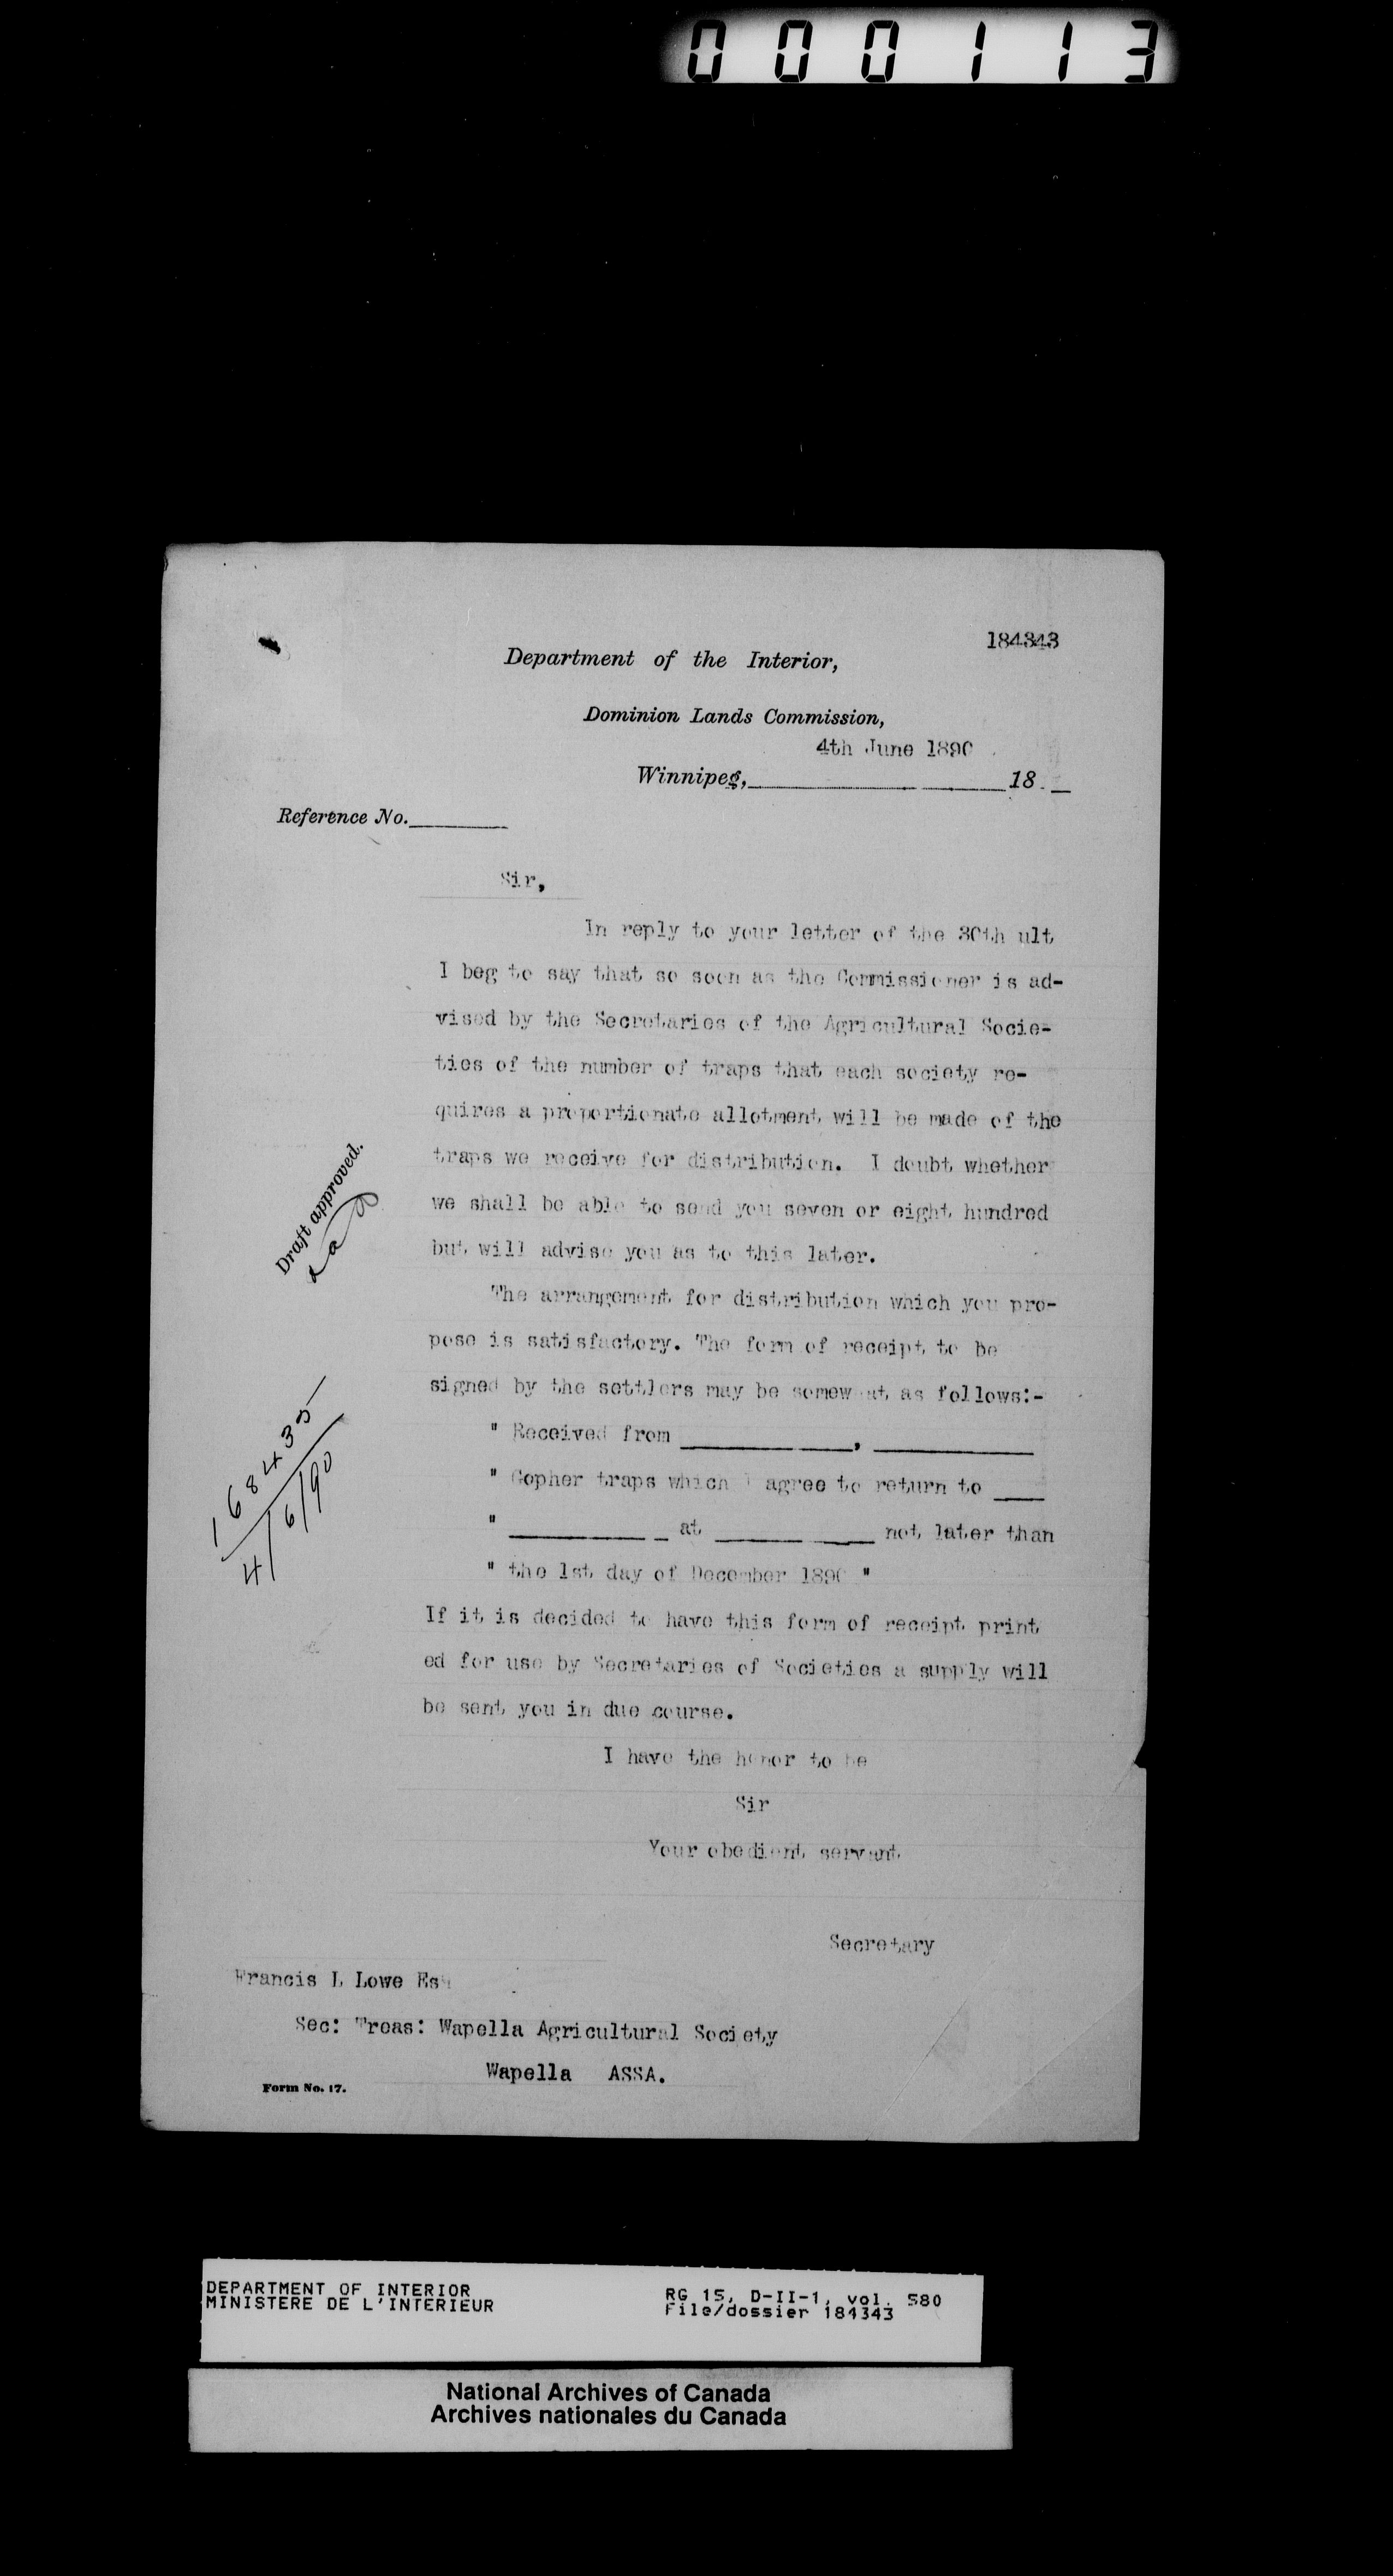 000113
184343
Department of the Interior,
Dominion Lands Commission,
4th June 1890
Winnipeg, 18
Reference No.
Sir,
In reply to your letter of the 30th ult
I beg to say that so soon as the Commissioner is ad-
vised by the Secretaries of the Agricultural Socie-
ties of the number of traps that each society re-
quires a proportionate allotment will be made of the
traps we receive for distribution. I doubt whether
we shall be able to send you seven or eight hundred
but will advise you as to this later.
Draft approved.
The arrangement for distribution which you pro-
pose is satisfactory. The form of receipt to be
signed by the settlers may be somewhat as follows:-
" Received from ____________, ____________
" Gopher traps which I agree to return to ____
" ____________ at ____________ not later than
" the 1st day of December 1890 "
168435
4/6/90
If it is decided to have this form of receipt print
ed for use by Secretaries of Societies a supply will
be sent you in due course.
I have the honor to be
Sir
Your obedient servant
Secretary
Francis L Lowe Esq
Sec: Treas: Wapella Agricultural Society
Wapella ASSA.
Form No. 17.
DEPARTMENT OF INTERIOR
MINISTERE DE L'INTERIEUR
RG 15, D-II-1, vol. 580
File/dossier 184343
National Archives of Canada
Archives nationales du Canada